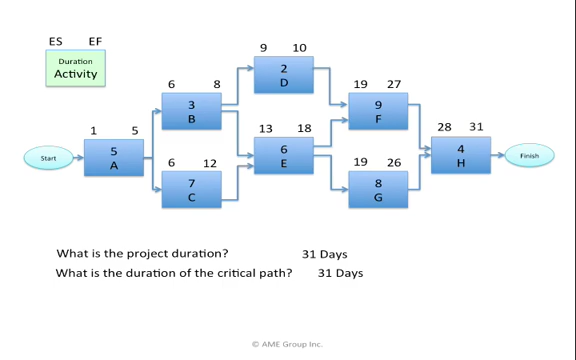 ES EF
Duration
Activity
9 10
2
D
6 8
3
B
19 27
9
F
1 5
5
A
13 18
6
E
28 31
4
H
Start
Finish
6 12
7
C
19 26
8
G
What is the project duration? 31 Days
What is the duration of the critical path? 31 Days
© AME Group Inc.